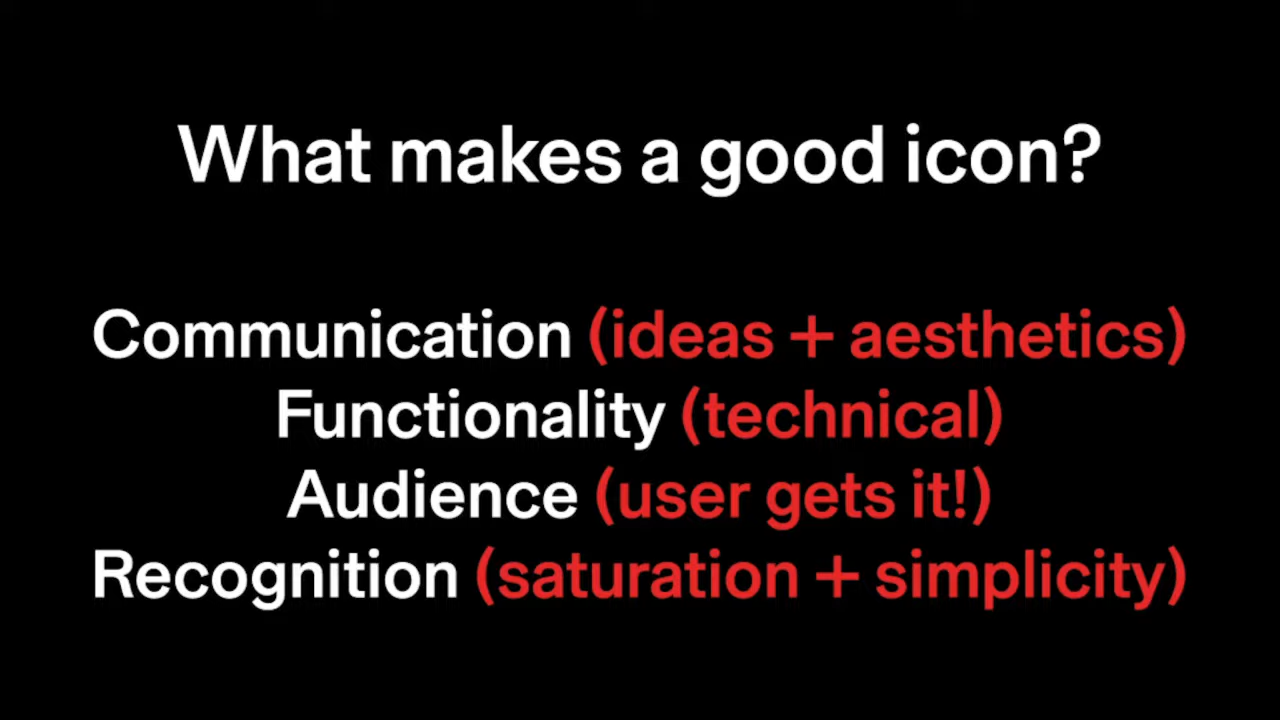 What makes a good icon?
Communication (ideas + aesthetics)
Functionality (technical)
Audience (user gets it!)
Recognition (saturation + simplicity)